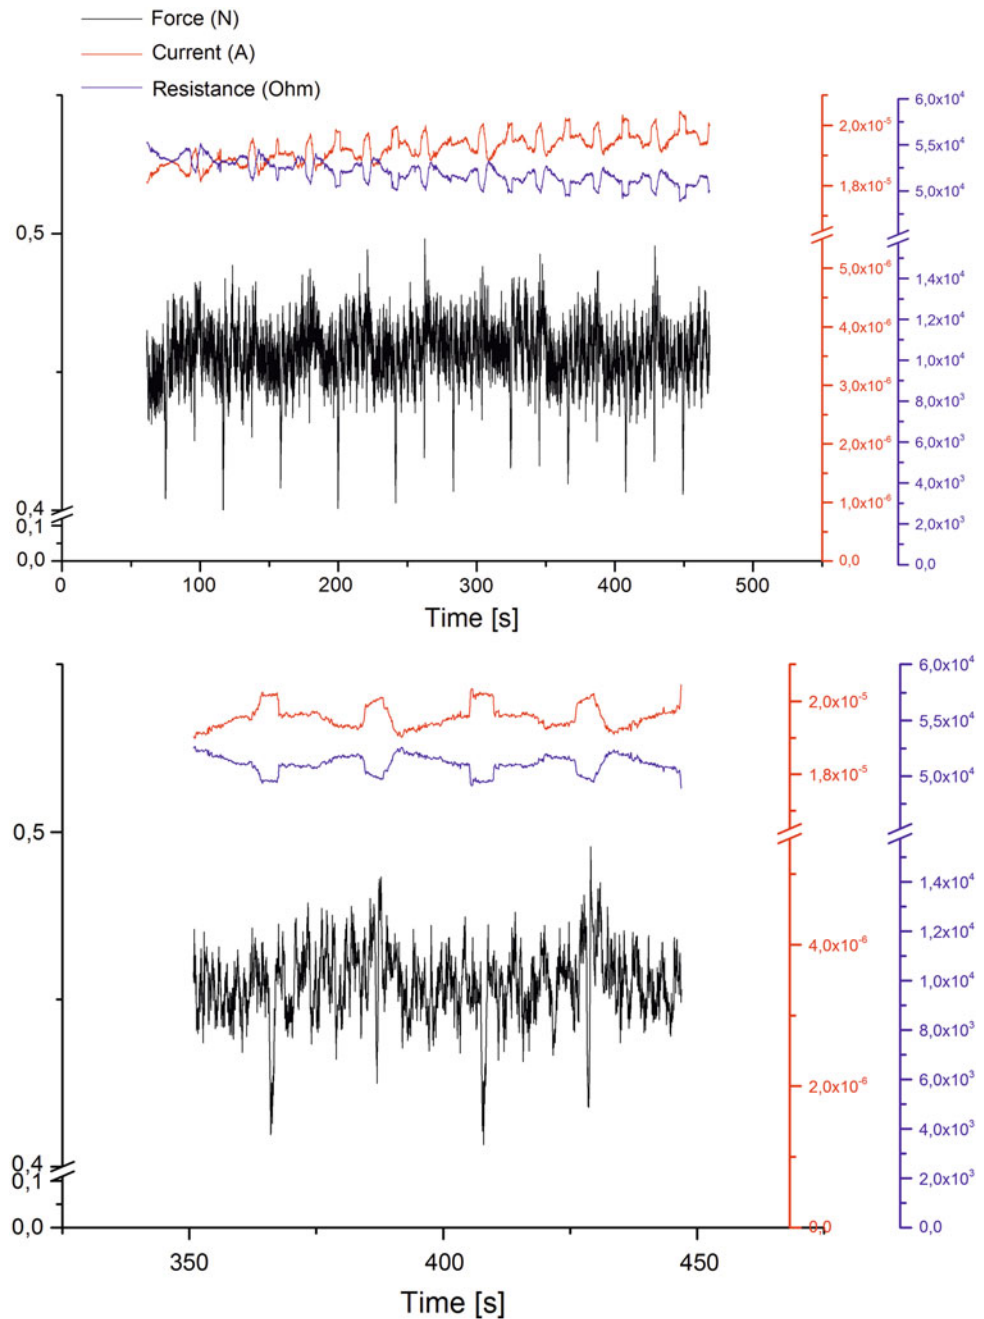 Force (N)
Current (A)
Resistance (Ohm)
0,5
0,4
0,1
0,0
0 100 200 300 400 500
Time [s]
2,0x10⁻⁵
1,8x10⁻⁵
5,0x10⁻⁶
4,0x10⁻⁶
3,0x10⁻⁶
2,0x10⁻⁶
1,0x10⁻⁶
0,0
6,0x10⁴
5,5x10⁴
5,0x10⁴
1,4x10⁴
1,2x10⁴
1,0x10⁴
8,0x10³
6,0x10³
4,0x10³
2,0x10³
0,0
0,5
0,4
0,1
0,0
350 400 450
Time [s]
2,0x10⁻⁵
1,8x10⁻⁵
4,0x10⁻⁶
2,0x10⁻⁶
0,0
6,0x10⁴
5,5x10⁴
5,0x10⁴
1,4x10⁴
1,2x10⁴
1,0x10⁴
8,0x10³
6,0x10³
4,0x10³
2,0x10³
0,0